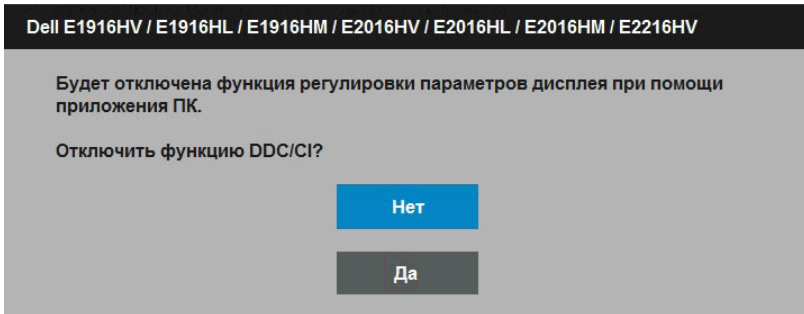 Dell E1916HV / E1916HL / E1916HM / E2016HV / E2016HL / E2016HM / E2216HV
Будет отключена функция регулировки параметров дисплея при помощи
приложения ПК.
Отключить функцию DDC/CI?
Нет
Да